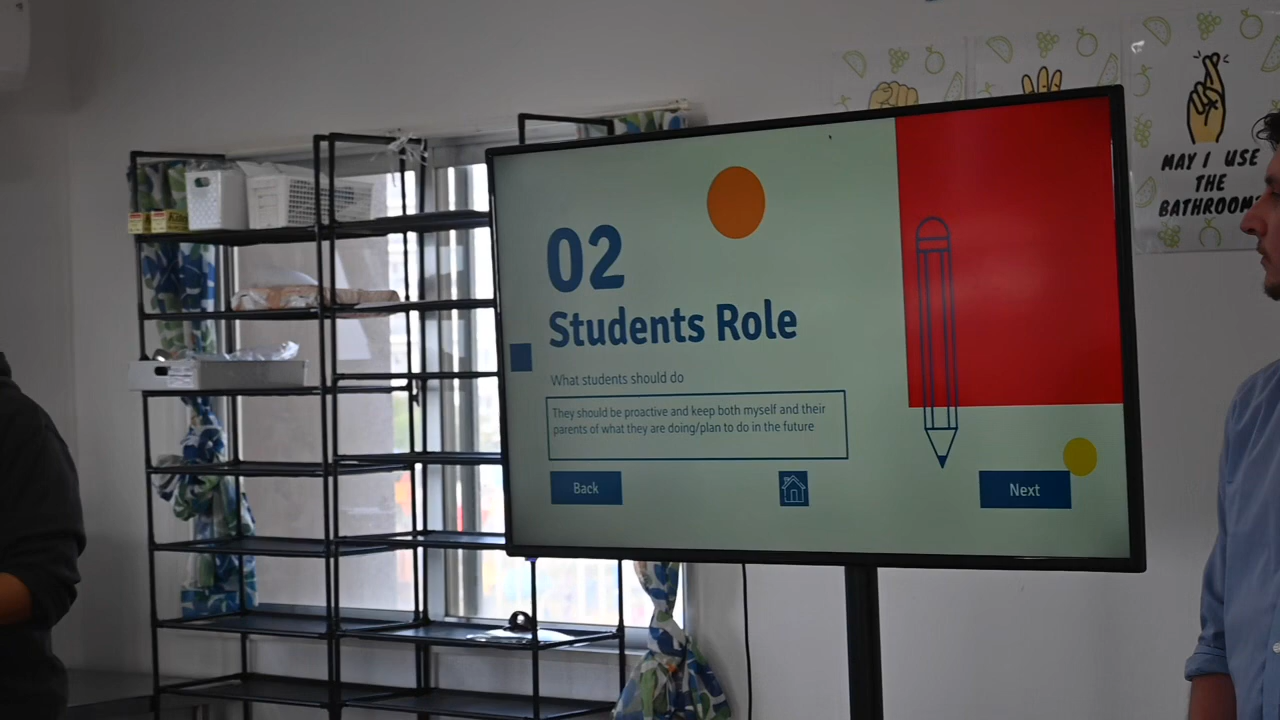 02
Students Role
What students should do
They should be proactive and keep both myself and their
parents of what they are doing/plan to do in the future
Back
Next
MAY I USE
THE
BATHROOM?